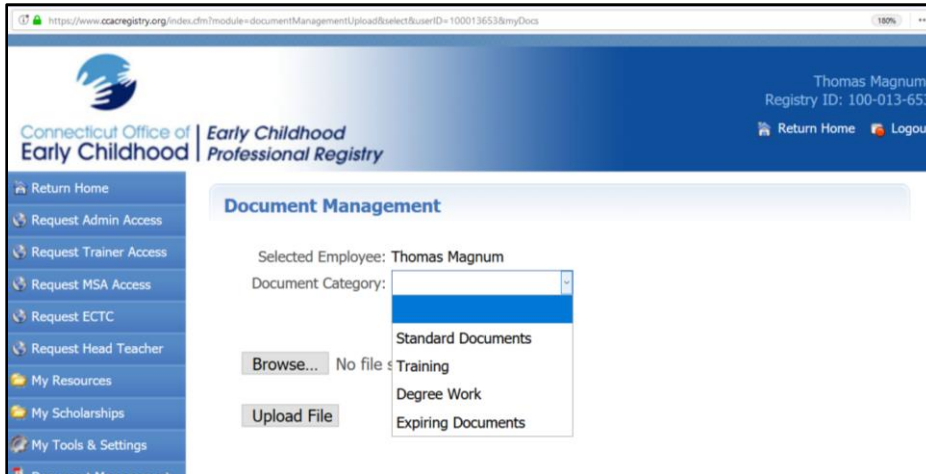 https://www.ccacregistry.org/index.cfm?module=documentManagementUpload&select&userID=100013653&myDocs
180%
Thomas Magnum
Registry ID: 100-013-653
Return Home Logou
Connecticut Office of
Early Childhood
Early Childhood
Professional Registry
Return Home
Request Admin Access
Request Trainer Access
Request MSA Access
Request ECTC
Request Head Teacher
My Resources
My Scholarships
My Tools & Settings
Document Management
Selected Employee: Thomas Magnum
Document Category:
Standard Documents
Training
Degree Work
Expiring Documents
Browse... No file s
Upload File